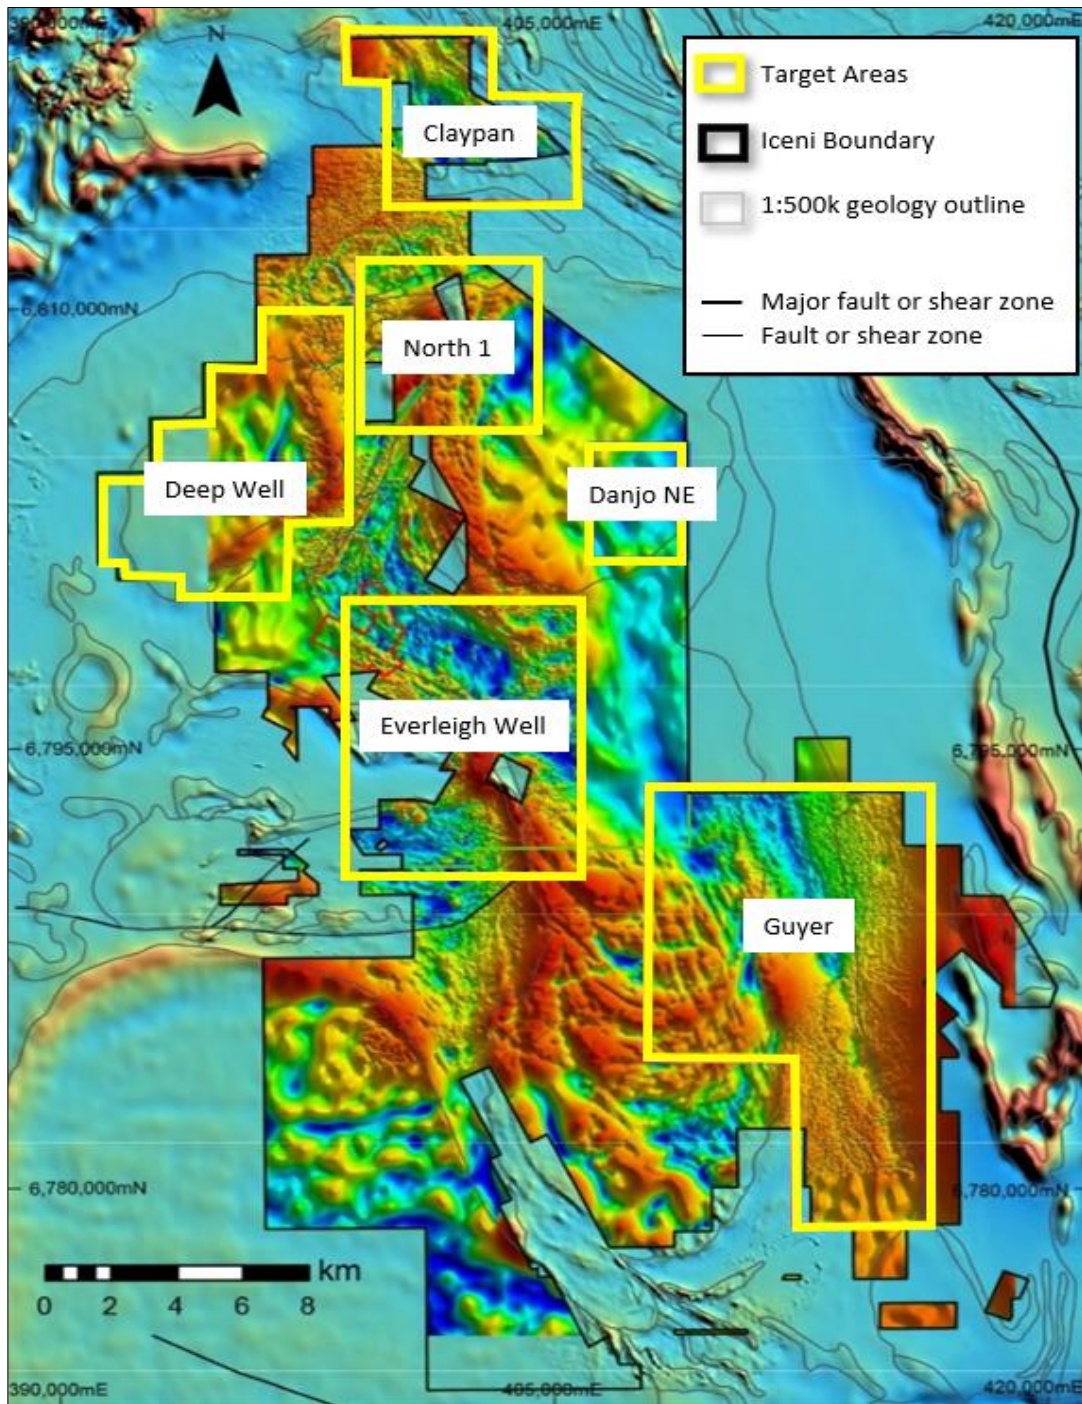 390,000mE
405,000mE
420,000mE
N
Target Areas
Iceni Boundary
1:500k geology outline
Major fault or shear zone
Fault or shear zone
Claypan
6,810,000mN
North 1
Deep Well
Danjo NE
Everleigh Well
6,795,000mN
6,795,000mN
Guyer
6,780,000mN
6,780,000mN
km
0 2 4 6 8
390,000mE
405,000mE
420,000mE